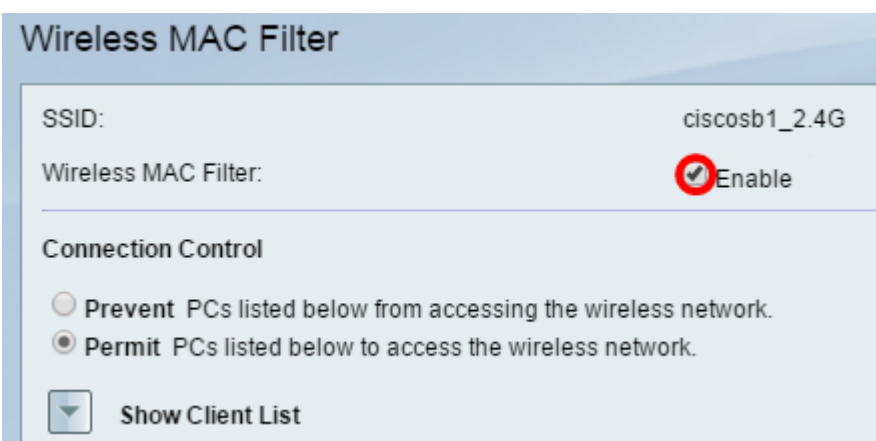 Wireless MAC Filter
SSID: ciscosb1_2.4G
Wireless MAC Filter: Enable
Connection Control
Prevent PCs listed below from accessing the wireless network.
Permit PCs listed below to access the wireless network.
Show Client List